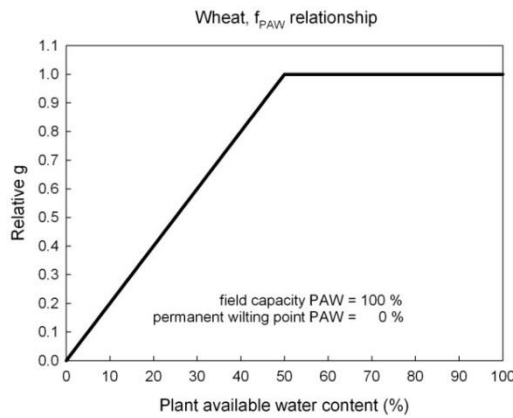 Wheat, fPAW relationship
1.1
1.0
0.9
0.8
0.7
0.6
0.5
0.4
0.3
0.2
0.1
0.0
Relative g
field capacity PAW = 100 %
permanent wilting point PAW = 0 %
0 10 20 30 40 50 60 70 80 90 100
Plant available water content (%)